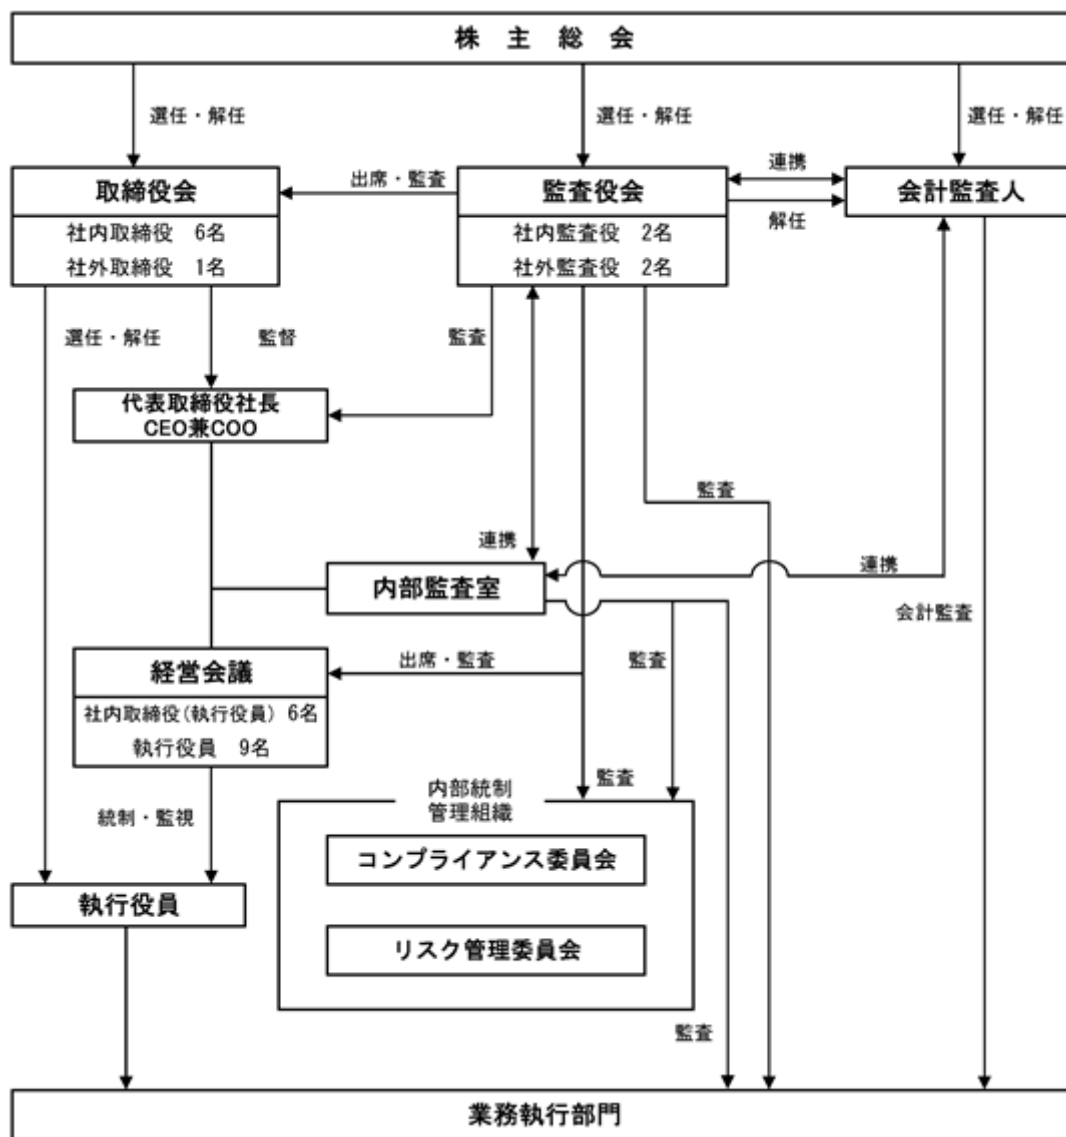 株　主　総　会
選任・解任
選任・解任
選任・解任
取締役会
社内取締役　6名
社外取締役　1名
出席・監査
監査役会
社内監査役　2名
社外監査役　2名
連携
解任
会計監査人
選任・解任
監督
監査
代表取締役社長
CEO兼COO
監査
連携
内部監査室
連携
会計監査
経営会議
社内取締役(執行役員) 6名
執行役員　9名
出席・監査
監査
監査
統制・監視
内部統制
管理組織
コンプライアンス委員会
リスク管理委員会
執行役員
監査
業務執行部門